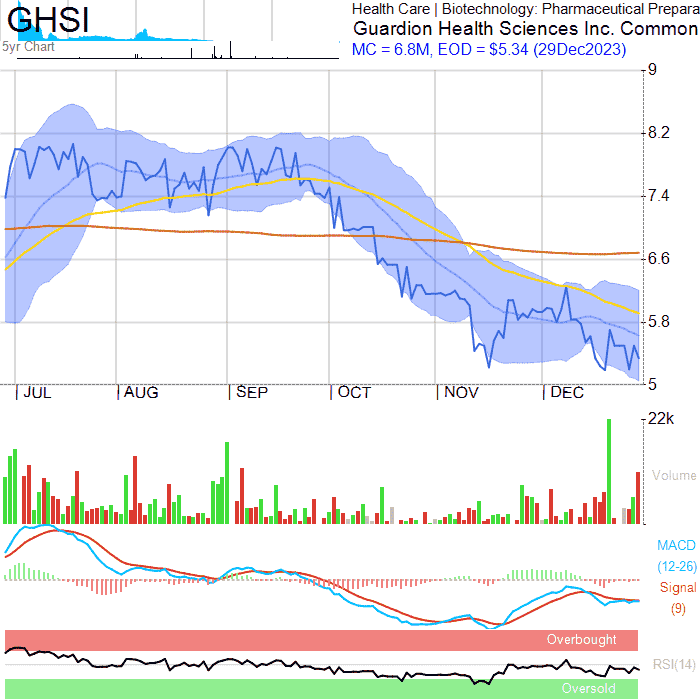 GHSI
Health Care | Biotechnology: Pharmaceutical Prepara
Guardion Health Sciences Inc. Common
5yr Chart
MC = 6.8M, EOD = $5.34 (29Dec2023)
9
8.2
7.4
6.6
5.8
5
JUL AUG SEP OCT NOV DEC
22k
Volume
MACD
(12-26)
Signal
(9)
Overbought
RSI(14)
Oversold